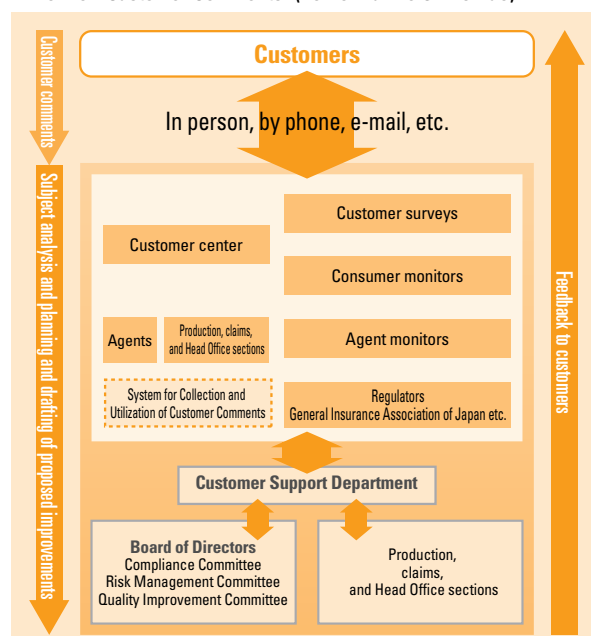 Customers
Customer comments
In person, by phone, e-mail, etc.
Subject analysis and planning and drafting of proposed improvements
Feedback to customers
Customer center
Customer surveys
Consumer monitors
Agents
Production, claims,
and Head Office sections
Agent monitors
System for Collection and
Utilization of Customer Comments
Regulators
General Insurance Association of Japan etc.
Customer Support Department
Board of Directors
Compliance Committee
Risk Management Committee
Quality Improvement Committee
Production,
claims,
and Head Office sections